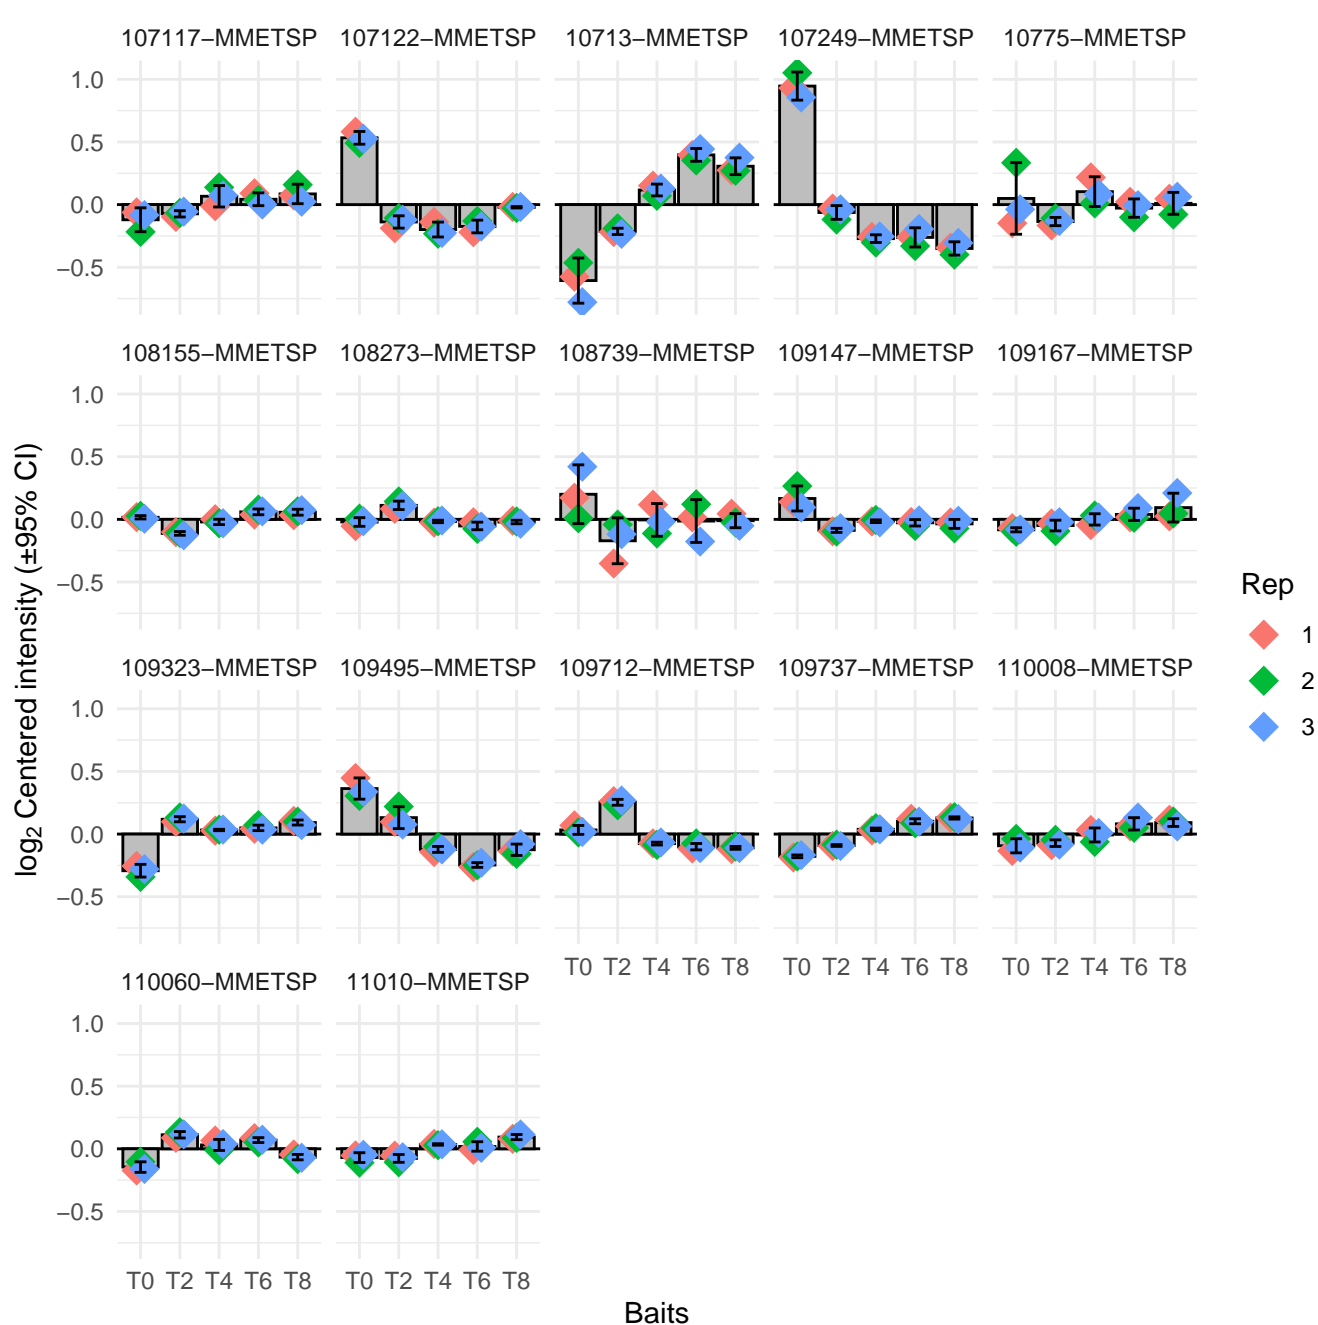 107117−MMETSP 107122−MMETSP 10713−MMETSP 107249−MMETSP 10775−MMETSP
1.0
0.5
0.0
−0.5
108155−MMETSP 108273−MMETSP 108739−MMETSP 109147−MMETSP 109167−MMETSP
1.0
0.5
0.0
−0.5
109323−MMETSP 109495−MMETSP 109712−MMETSP 109737−MMETSP 110008−MMETSP
1.0
0.5
0.0
−0.5
T0 T2 T4 T6 T8 T0 T2 T4 T6 T8 T0 T2 T4 T6 T8
110060−MMETSP 11010−MMETSP
1.0
0.5
0.0
−0.5
T0 T2 T4 T6 T8 T0 T2 T4 T6 T8
Baits
log2 Centered intensity (±95% CI)
Rep
1
2
3